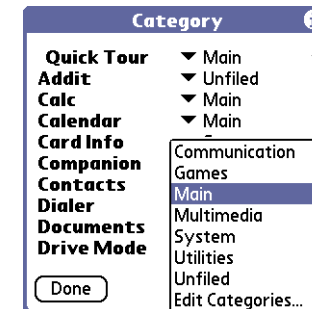 Category
Quick Tour ▼ Main
Addit ▼ Unfiled
Calc ▼ Main
Calendar ▼ Main
Card Info
Companion
Contacts
Dialer
Documents
Drive Mode
Communication
Games
Main
Multimedia
System
Utilities
Unfiled
Edit Categories...
Done